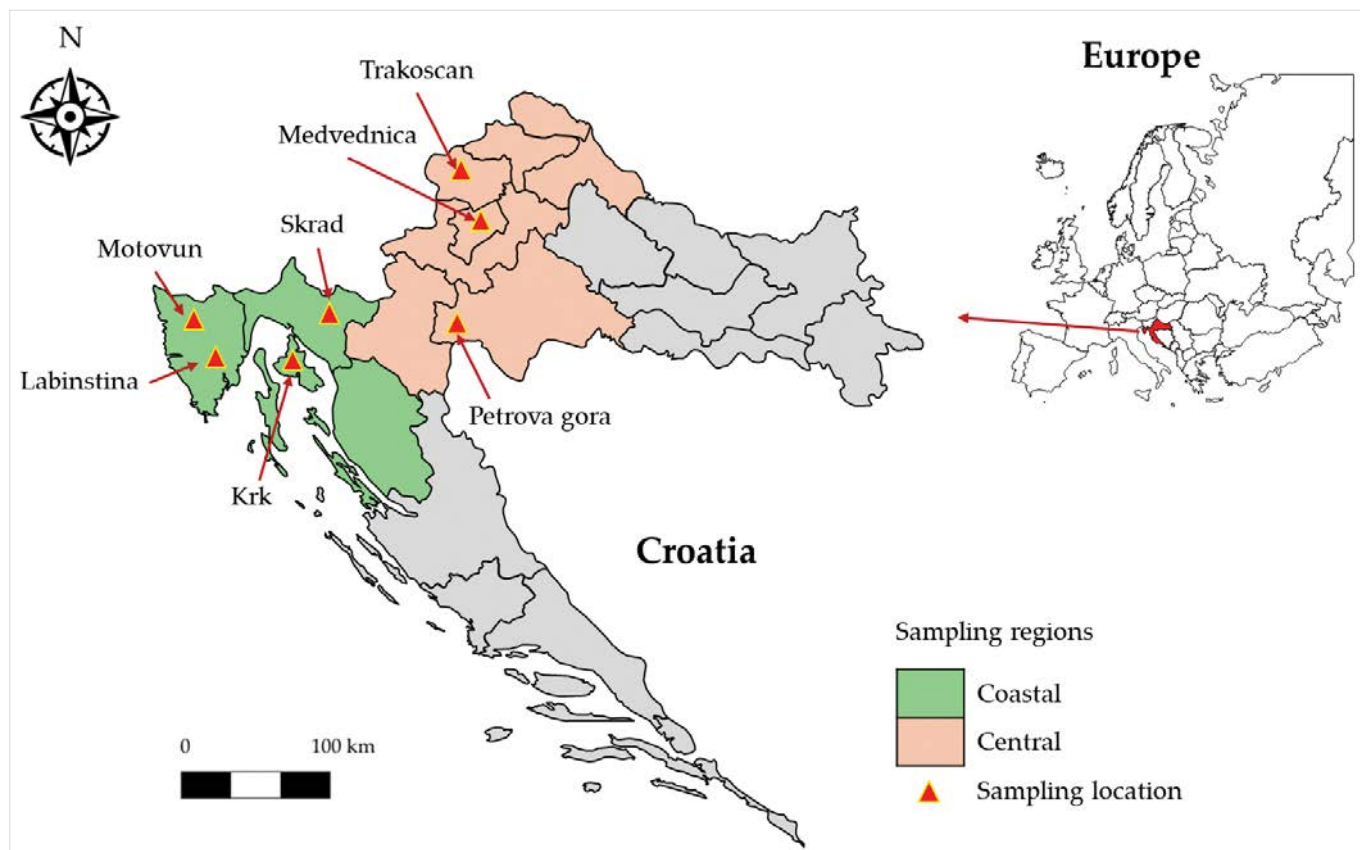 N
Europe
Trakoscan
Medvednica
Skrad
Motovun
Labinstina
Petrova gora
Krk
Croatia
Sampling regions
Coastal
Central
Sampling location
0 100 km